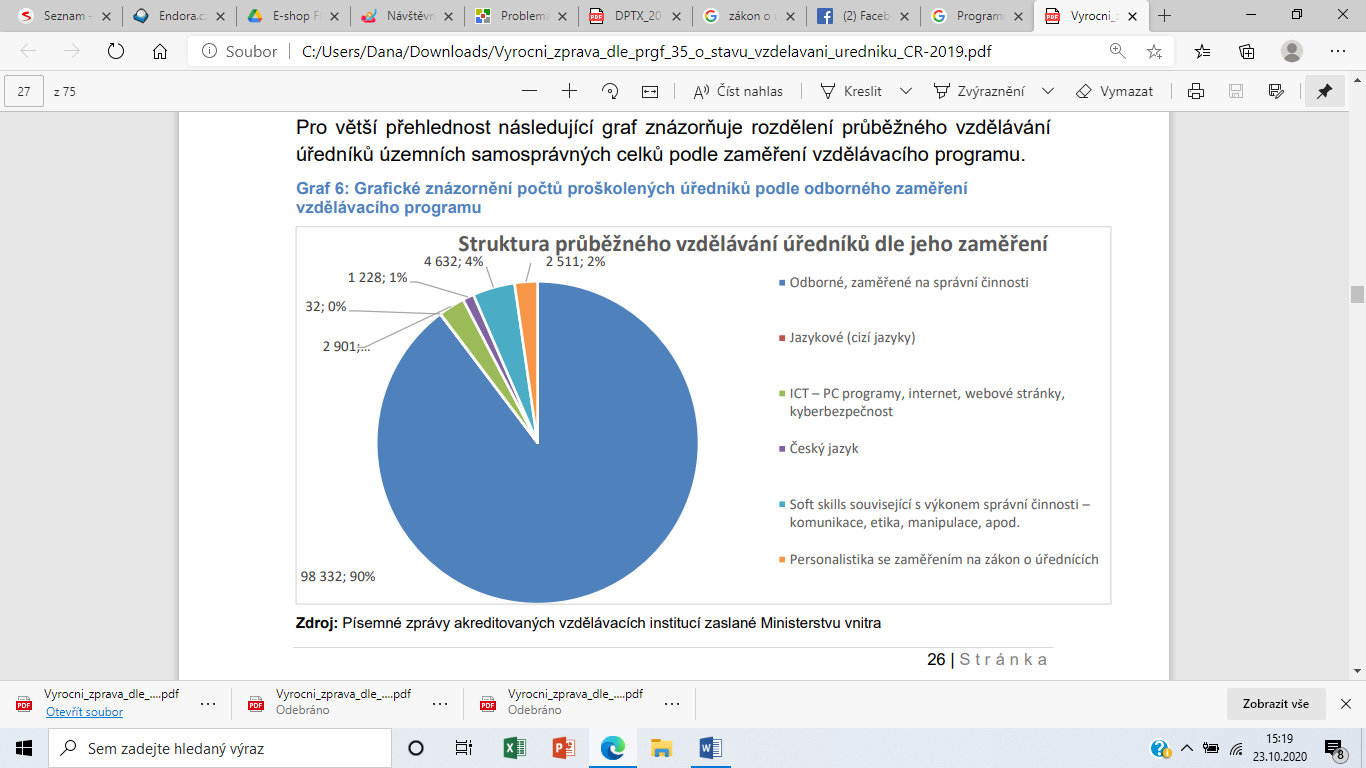 Seznam –
Endora.c
E-shop F
Návštěvn
Problema
DPTX_20
zákon o u
(2) Faceb
Program
Vyrocni_z
Soubor
C:/Users/Dana/Downloads/Vyrocni_zprava_dle_prgf_35_o_stavu_vzdelavani_uredniku_CR-2019.pdf
27 z 75
Číst nahlas
Kreslit
Zvýraznění
Vymazat
Pro větší přehlednost následující graf znázorňuje rozdělení průběžného vzdělávání
úředníků územních samosprávných celků podle zaměření vzdělávacího programu.
Graf 6: Grafické znázornění počtů proškolených úředníků podle odborného zaměření
vzdělávacího programu
Struktura průběžného vzdělávání úředníků dle jeho zaměření
4 632; 4%
2 511; 2%
1 228; 1%
32; 0%
2 901;...
98 332; 90%
Odborné, zaměřené na správní činnosti
Jazykové (cizí jazyky)
ICT – PC programy, internet, webové stránky,
kyberbezpečnost
Český jazyk
Soft skills související s výkonem správní činnosti –
komunikace, etika, manipulace, apod.
Personalistika se zaměřením na zákon o úřednících
Zdroj: Písemné zprávy akreditovaných vzdělávacích institucí zaslané Ministerstvu vnitra
26 | S t r á n k a
Vyrocni_zprava_dle_....pdf
Otevřít soubor
Vyrocni_zprava_dle_....pdf
Odebráno
Vyrocni_zprava_dle_....pdf
Odebráno
Zobrazit vše
Sem zadejte hledaný výraz
15:19
23.10.2020
8